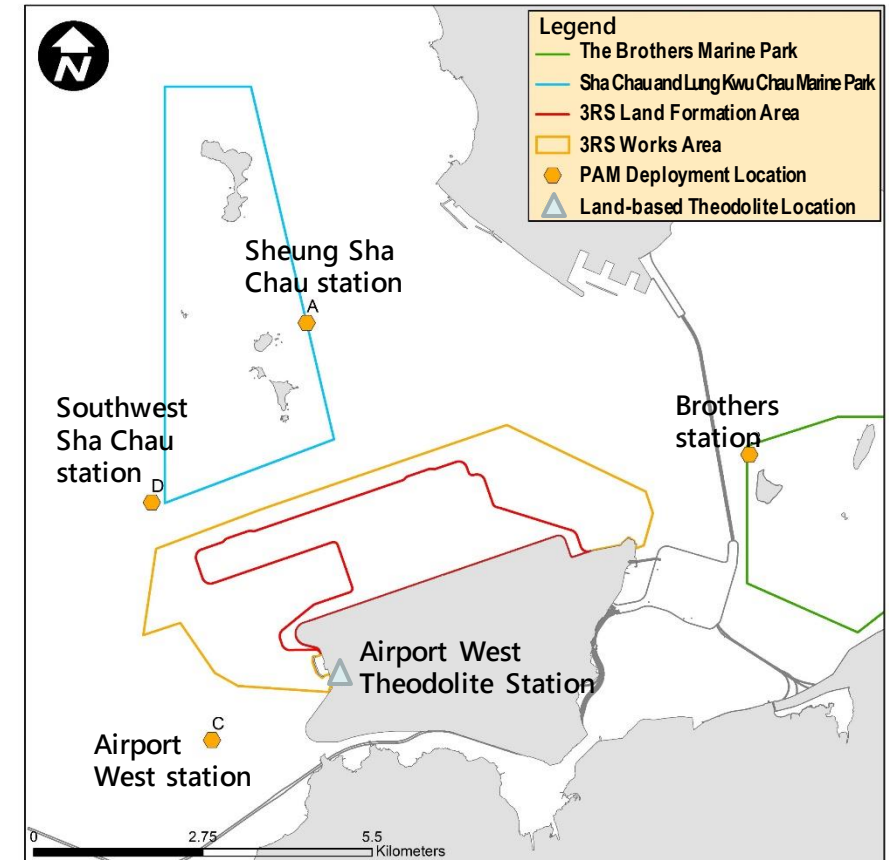 N
Legend
The Brothers Marine Park
Sha Chau and Lung Kwu Chau Marine Park
3RS Land Formation Area
3RS Works Area
PAM Deployment Location
Land-based Theodolite Location
Sheung Sha
Chau station
A
Southwest
Sha Chau
station
D
Brothers
station
Airport West
Theodolite Station
C
Airport
West station
0
2.75
5.5
Kilometers